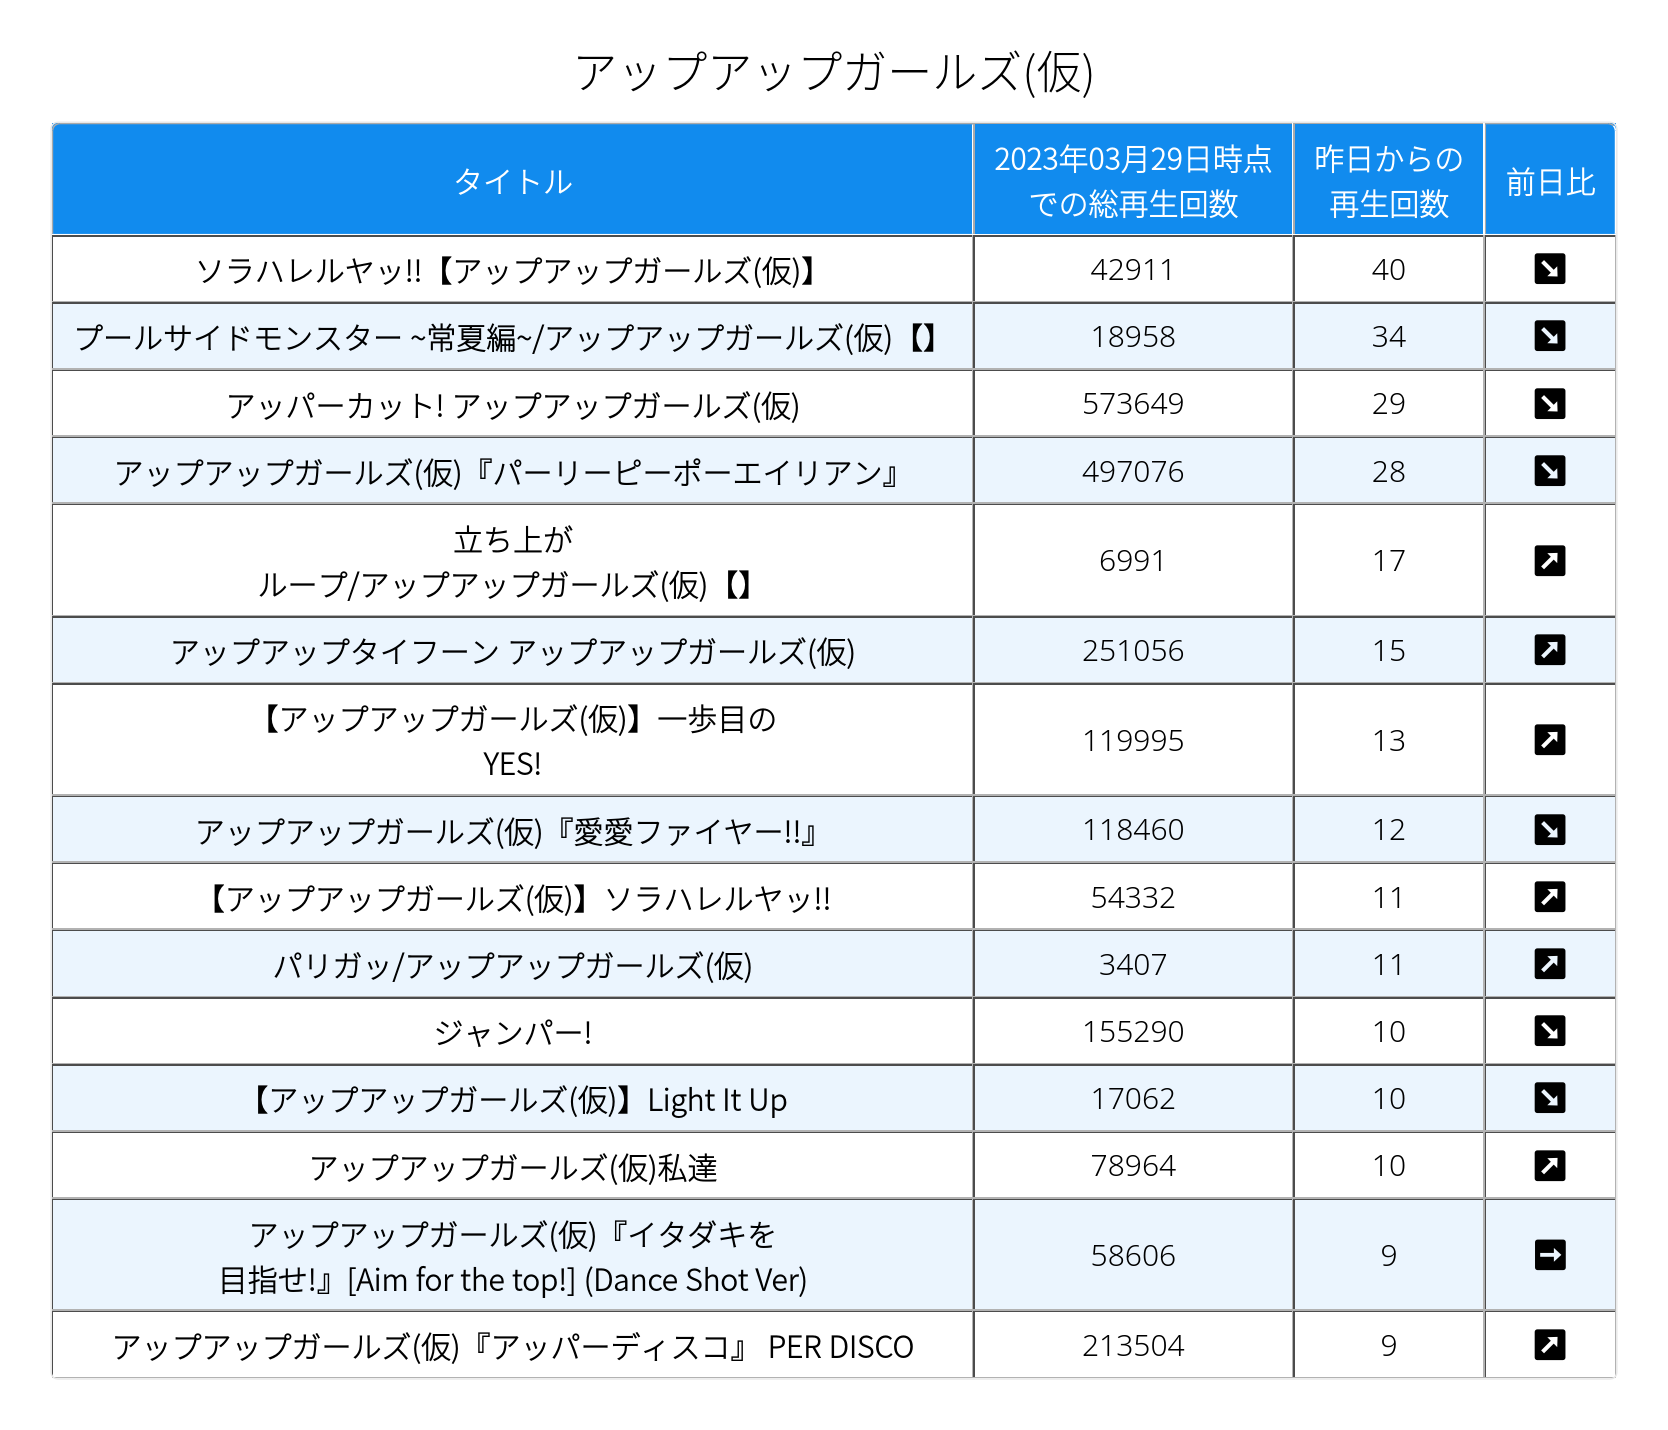 アップアップガールズ(仮)
タイトル
2023年03月29日時点
での総再生回数
昨日からの
再生回数
前日比
ソラハレルヤッ!!【アップアップガールズ(仮)】 42911 40 ↘
プールサイドモンスター ~常夏編~/アップアップガールズ(仮)【】 18958 34 ↘
アッパーカット! アップアップガールズ(仮) 573649 29 ↘
アップアップガールズ(仮)『パーリーピーポーエイリアン』 497076 28 ↘
立ち上が
ループ/アップアップガールズ(仮)【】 6991 17 ↗
アップアップタイフーン アップアップガールズ(仮) 251056 15 ↗
【アップアップガールズ(仮)】一歩目の
YES! 119995 13 ↗
アップアップガールズ(仮)『愛愛ファイヤー!!』 118460 12 ↘
【アップアップガールズ(仮)】ソラハレルヤッ!! 54332 11 ↗
パリガッ/アップアップガールズ(仮) 3407 11 ↗
ジャンパー! 155290 10 ↘
【アップアップガールズ(仮)】Light It Up 17062 10 ↘
アップアップガールズ(仮)私達 78964 10 ↗
アップアップガールズ(仮)『イタダキを
目指せ!』[Aim for the top!] (Dance Shot Ver) 58606 9 →
アップアップガールズ(仮)『アッパーディスコ』 PER DISCO 213504 9 ↗